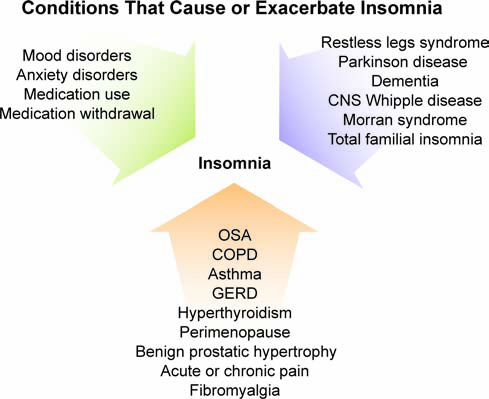 Conditions That Cause or Exacerbate Insomnia
Mood disorders
Anxiety disorders
Medication use
Medication withdrawal
Restless legs syndrome
Parkinson disease
Dementia
CNS Whipple disease
Morran syndrome
Total familial insomnia
Insomnia
OSA
COPD
Asthma
GERD
Hyperthyroidism
Perimenopause
Benign prostatic hypertrophy
Acute or chronic pain
Fibromyalgia